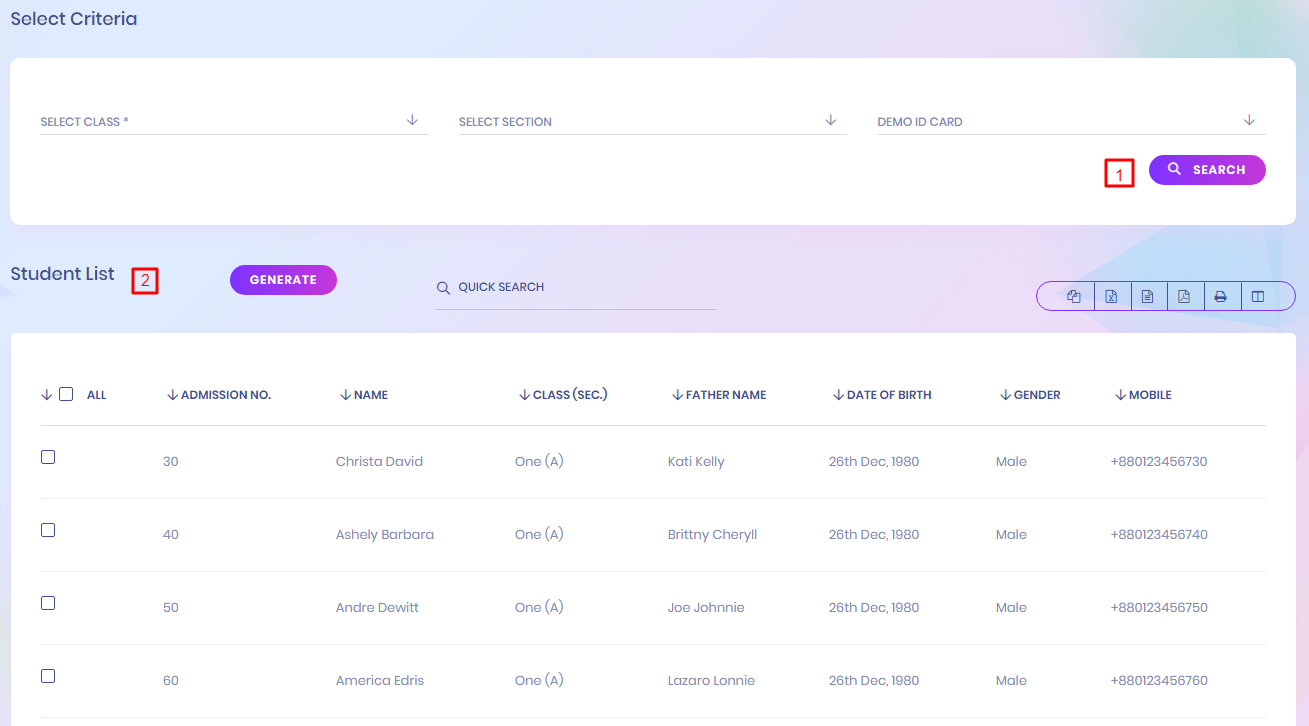 Select Criteria
SELECT CLASS * SELECT SECTION DEMO ID CARD
1 SEARCH
Student List 2 GENERATE QUICK SEARCH
ALL ADMISSION NO. NAME CLASS (SEC.) FATHER NAME DATE OF BIRTH GENDER MOBILE
30 Christa David One (A) Kati Kelly 26th Dec, 1980 Male +880123456730
40 Ashely Barbara One (A) Brittny Cheryll 26th Dec, 1980 Male +880123456740
50 Andre Dewitt One (A) Joe Johnnie 26th Dec, 1980 Male +880123456750
60 America Edris One (A) Lazaro Lonnie 26th Dec, 1980 Male +880123456760